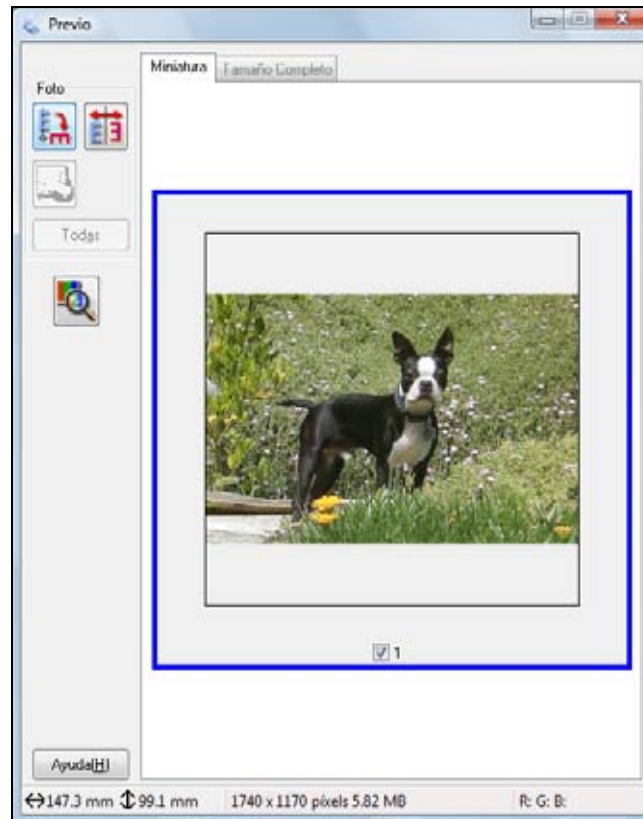 Previo
Miniatura Tamaño Completo
Foto
Todas
1
Ayuda(H)
147.3 mm 99.1 mm 1740 x 1170 pixels 5.82 MB R: G: B: